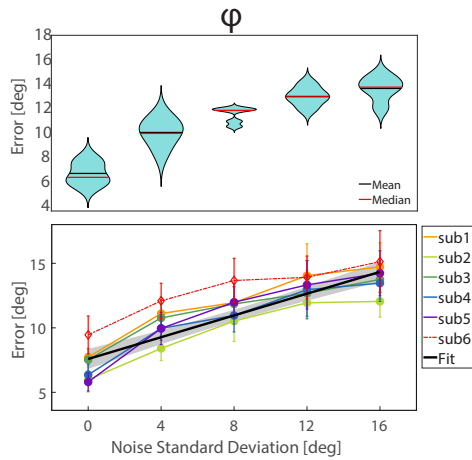 φ
18
16
14
12
10
8
6
4
Error [deg]
Mean
Median
15
10
5
Error [deg]
0 4 8 12 16
Noise Standard Deviation [deg]
sub1
sub2
sub3
sub4
sub5
sub6
Fit